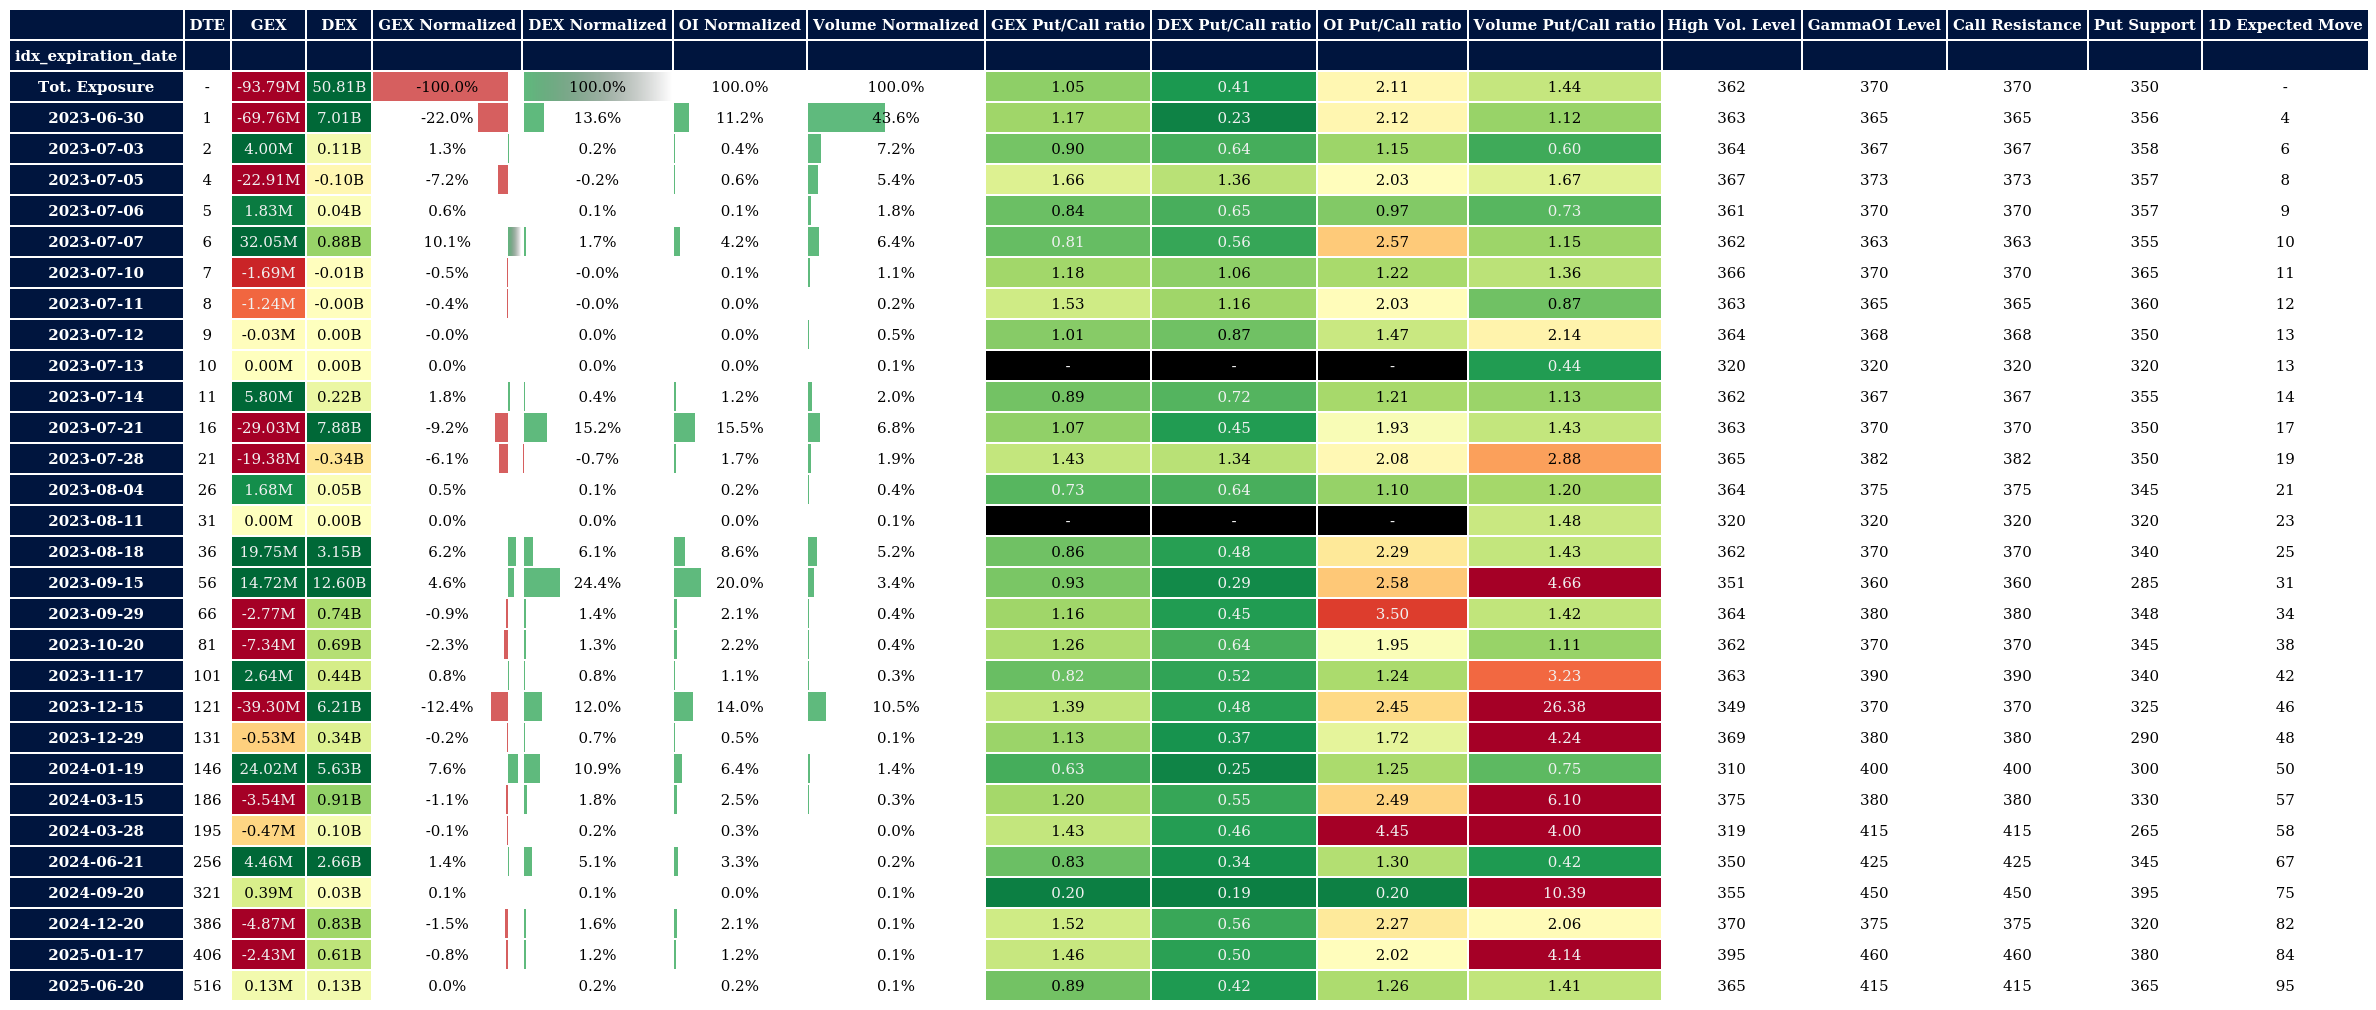 DTE GEX DEX GEX Normalized DEX Normalized OI Normalized Volume Normalized GEX Put/Call ratio DEX Put/Call ratio OI Put/Call ratio Volume Put/Call ratio High Vol. Level GammaOI Level Call Resistance Put Support 1D Expected Move
idx_expiration_date
Tot. Exposure - -93.79M 50.81B -100.0% 100.0% 100.0% 100.0% 1.05 0.41 2.11 1.44 362 370 370 350 -
2023-06-30 1 -69.76M 7.01B -22.0% 13.6% 11.2% 43.6% 1.17 0.23 2.12 1.12 363 365 365 356 4
2023-07-03 2 4.00M 0.11B 1.3% 0.2% 0.4% 7.2% 0.90 0.64 1.15 0.60 364 367 367 358 6
2023-07-05 4 -22.91M -0.10B -7.2% -0.2% 0.6% 5.4% 1.66 1.36 2.03 1.67 367 373 373 357 8
2023-07-06 5 1.83M 0.04B 0.6% 0.1% 0.1% 1.8% 0.84 0.65 0.97 0.73 361 370 370 357 9
2023-07-07 6 32.05M 0.88B 10.1% 1.7% 4.2% 6.4% 0.81 0.56 2.57 1.15 362 363 363 355 10
2023-07-10 7 -1.69M -0.01B -0.5% -0.0% 0.1% 1.1% 1.18 1.06 1.22 1.36 366 370 370 365 11
2023-07-11 8 -1.24M -0.00B -0.4% -0.0% 0.0% 0.2% 1.53 1.16 2.03 0.87 363 365 365 360 12
2023-07-12 9 -0.03M 0.00B -0.0% 0.0% 0.0% 0.5% 1.01 0.87 1.47 2.14 364 368 368 350 13
2023-07-13 10 0.00M 0.00B 0.0% 0.0% 0.0% 0.1% - - - 0.44 320 320 320 320 13
2023-07-14 11 5.80M 0.22B 1.8% 0.4% 1.2% 2.0% 0.89 0.72 1.21 1.13 362 367 367 355 14
2023-07-21 16 -29.03M 7.88B -9.2% 15.2% 15.5% 6.8% 1.07 0.45 1.93 1.43 363 370 370 350 17
2023-07-28 21 -19.38M -0.34B -6.1% -0.7% 1.7% 1.9% 1.43 1.34 2.08 2.88 365 382 382 350 19
2023-08-04 26 1.68M 0.05B 0.5% 0.1% 0.2% 0.4% 0.73 0.64 1.10 1.20 364 375 375 345 21
2023-08-11 31 0.00M 0.00B 0.0% 0.0% 0.0% 0.1% - - - 1.48 320 320 320 320 23
2023-08-18 36 19.75M 3.15B 6.2% 6.1% 8.6% 5.2% 0.86 0.48 2.29 1.43 362 370 370 340 25
2023-09-15 56 14.72M 12.60B 4.6% 24.4% 20.0% 3.4% 0.93 0.29 2.58 4.66 351 360 360 285 31
2023-09-29 66 -2.77M 0.74B -0.9% 1.4% 2.1% 0.4% 1.16 0.45 3.50 1.42 364 380 380 348 34
2023-10-20 81 -7.34M 0.69B -2.3% 1.3% 2.2% 0.4% 1.26 0.64 1.95 1.11 362 370 370 345 38
2023-11-17 101 2.64M 0.44B 0.8% 0.8% 1.1% 0.3% 0.82 0.52 1.24 3.23 363 390 390 340 42
2023-12-15 121 -39.30M 6.21B -12.4% 12.0% 14.0% 10.5% 1.39 0.48 2.45 26.38 349 370 370 325 46
2023-12-29 131 -0.53M 0.34B -0.2% 0.7% 0.5% 0.1% 1.13 0.37 1.72 4.24 369 380 380 290 48
2024-01-19 146 24.02M 5.63B 7.6% 10.9% 6.4% 1.4% 0.63 0.25 1.25 0.75 310 400 400 300 50
2024-03-15 186 -3.54M 0.91B -1.1% 1.8% 2.5% 0.3% 1.20 0.55 2.49 6.10 375 380 380 330 57
2024-03-28 195 -0.47M 0.10B -0.1% 0.2% 0.3% 0.0% 1.43 0.46 4.45 4.00 319 415 415 265 58
2024-06-21 256 4.46M 2.66B 1.4% 5.1% 3.3% 0.2% 0.83 0.34 1.30 0.42 350 425 425 345 67
2024-09-20 321 0.39M 0.03B 0.1% 0.1% 0.0% 0.1% 0.20 0.19 0.20 10.39 355 450 450 395 75
2024-12-20 386 -4.87M 0.83B -1.5% 1.6% 2.1% 0.1% 1.52 0.56 2.27 2.06 370 375 375 320 82
2025-01-17 406 -2.43M 0.61B -0.8% 1.2% 1.2% 0.1% 1.46 0.50 2.02 4.14 395 460 460 380 84
2025-06-20 516 0.13M 0.13B 0.0% 0.2% 0.2% 0.1% 0.89 0.42 1.26 1.41 365 415 415 365 95